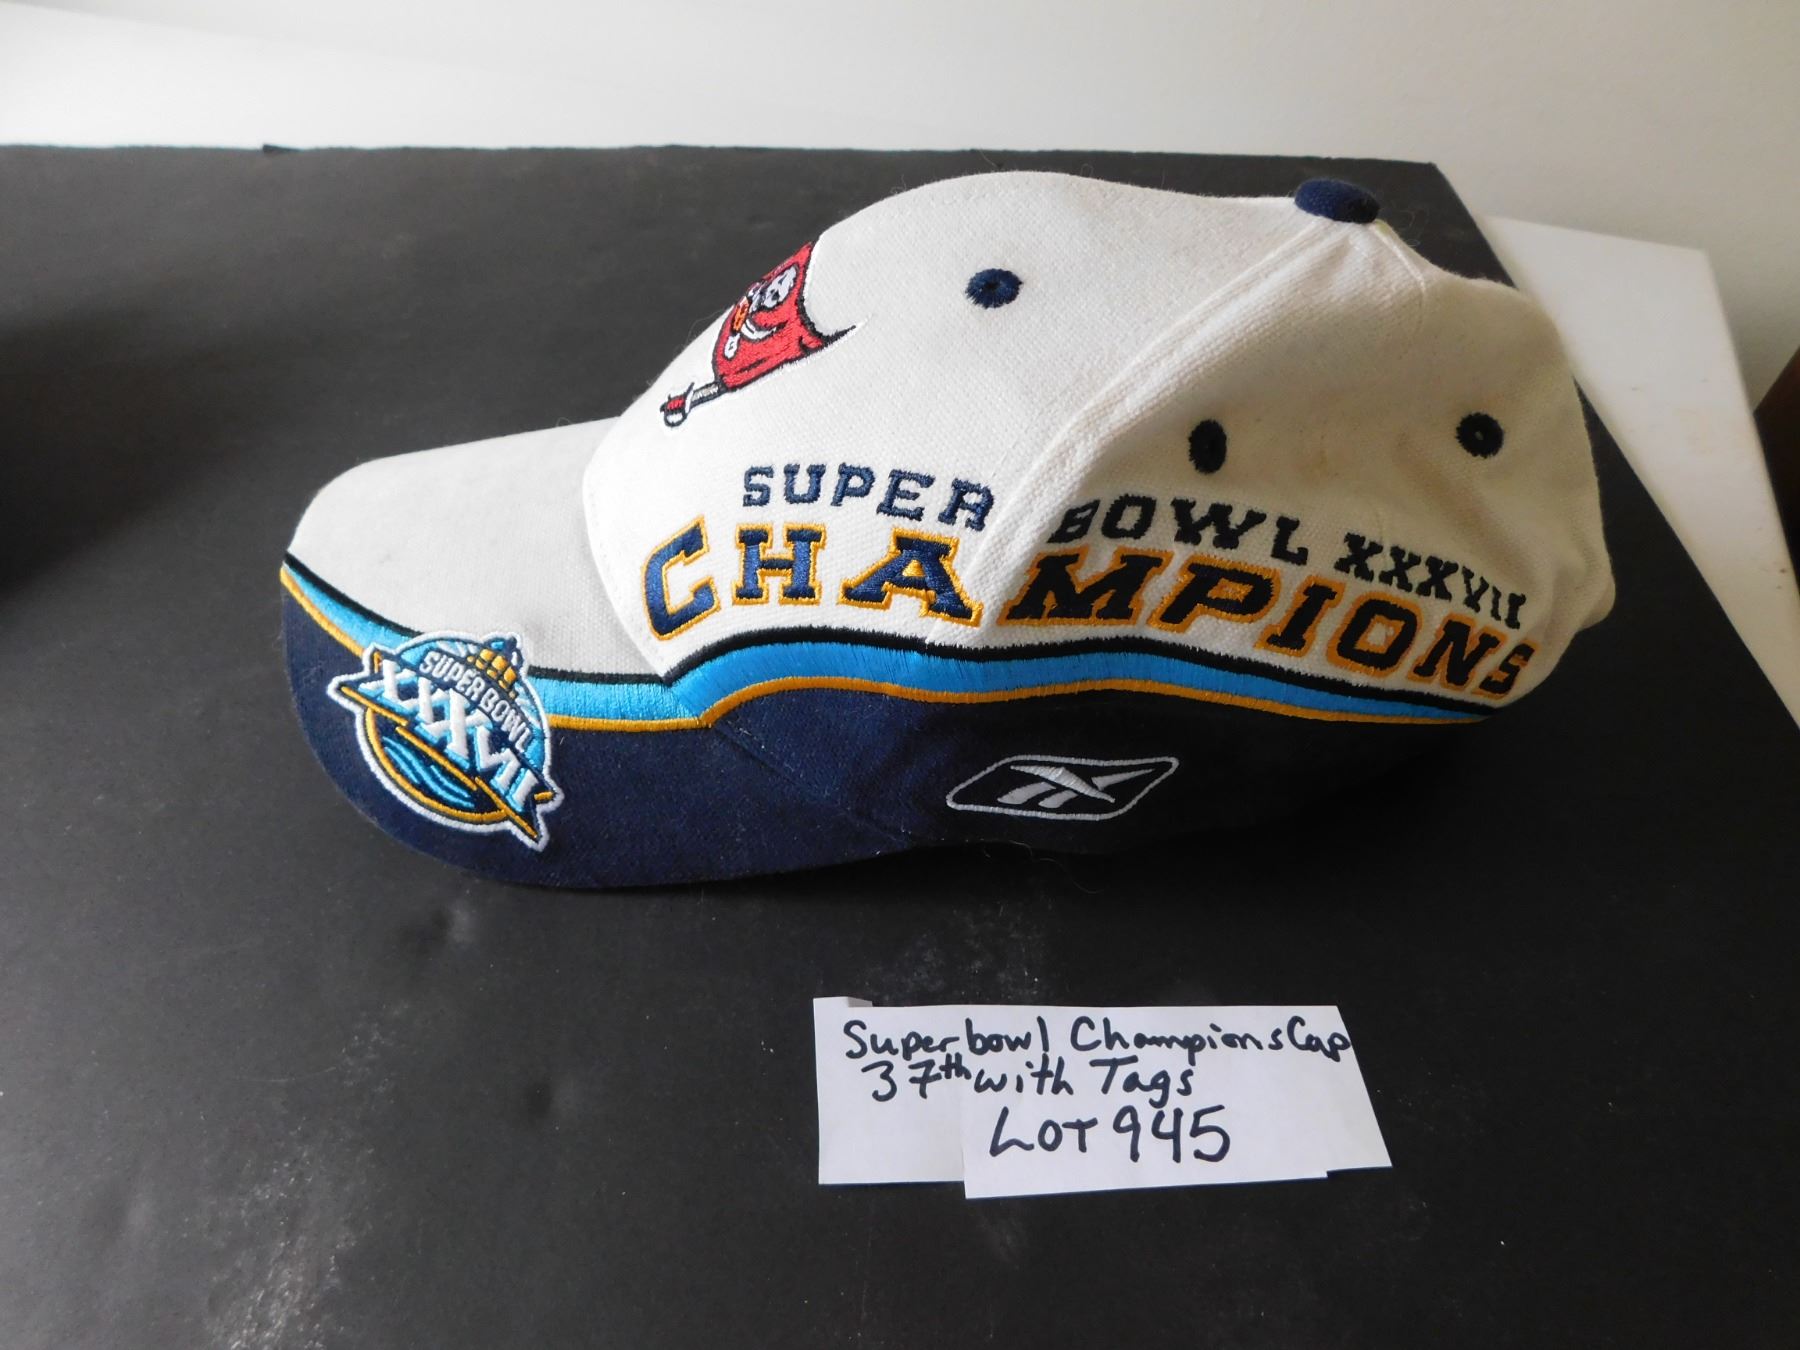 SUPER BOWL XXXVII
CHAMPIONS
SUPER BOWL
XXXVII
Superbowl Champions Cap
37th with Tags
LOT 945